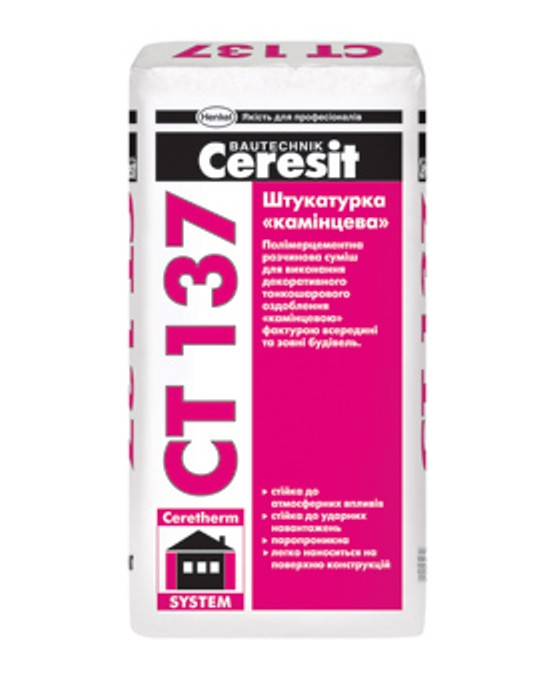 CT 137
Henkel Якість для професіоналів
BAUTECHNIK
Ceresit
CT 137
Штукатурка
«камінцева»
Полімерцементна
розчинова суміш
для виконання
декоративного
тонкошарового
оздоблення
«камінцевою»
фактурою всередині
та зовні будівель.
стійка до
атмосферних впливів
стійка до ударних
навантажень
паропроникна
легко наноситься на
поверхню конструкцій
Ceretherm
SYSTEM